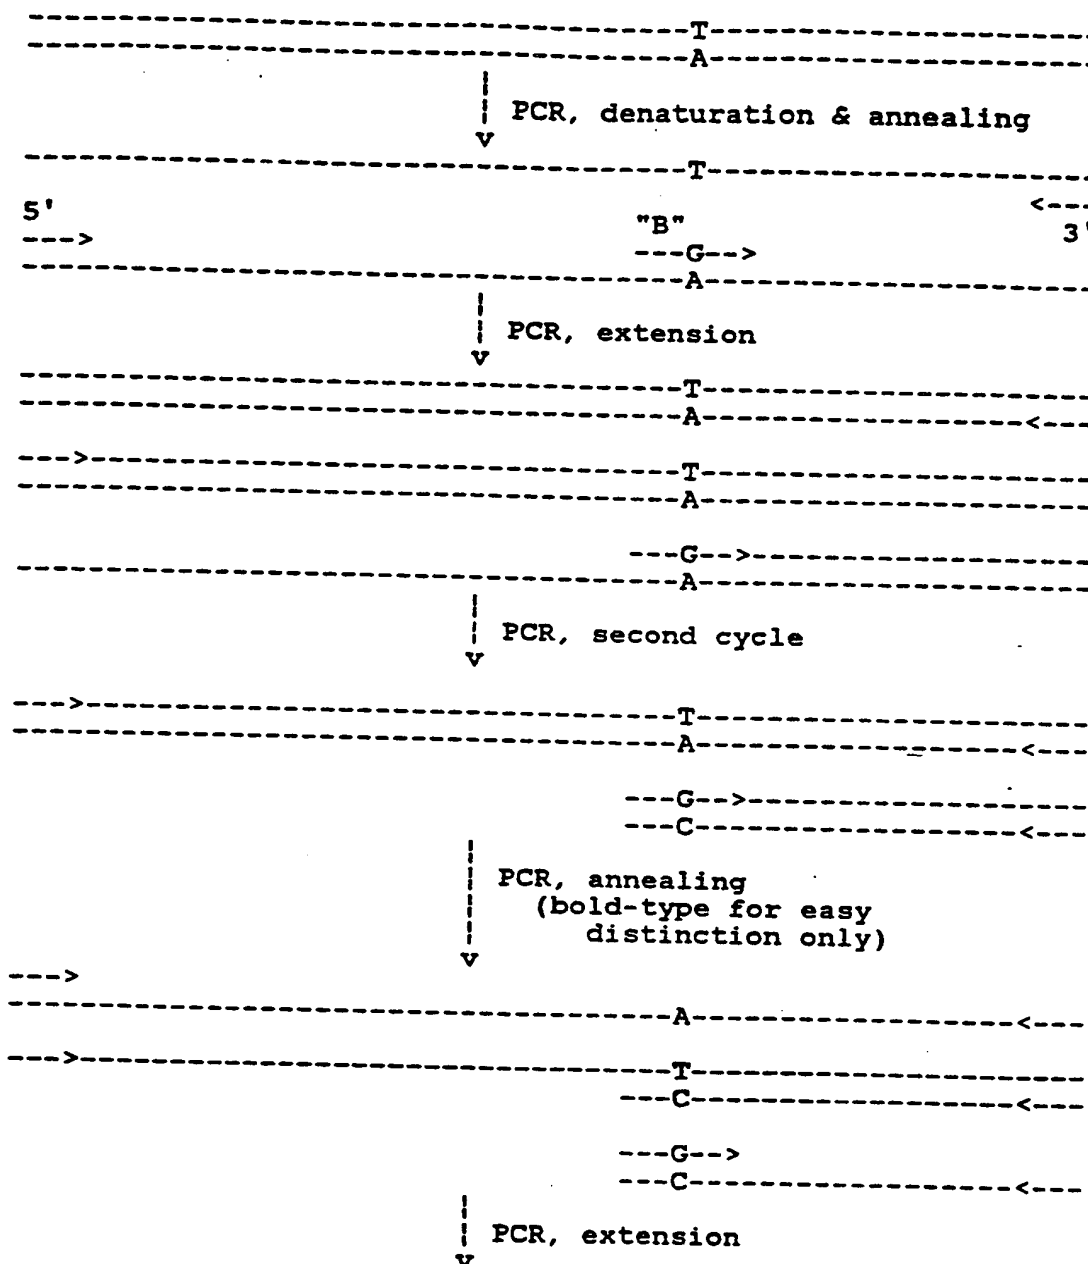 ---------------------------------------------T---------------------------
---------------------------------------------A---------------------------
PCR, denaturation & annealing
v
---------------------------------------------T---------------------------
<---
5' "B" 3'
---> ---G-->
---------------------------------------------A---------------------------
PCR, extension
v
---------------------------------------------T---------------------------
---------------------------------------------A----------------------<---
--->-----------------------------------------T---------------------------
---------------------------------------------A---------------------------
---G-->-----------------------
---------------------------------------------A---------------------------
PCR, second cycle
v
--->-----------------------------------------T---------------------------
---------------------------------------------A----------------------<---
---G-->-----------------------
---C----------------------<---
PCR, annealing
(bold-type for easy
distinction only)
v
--->
---------------------------------------------A----------------------<---
--->-----------------------------------------T---------------------------
---C----------------------<---
---G-->
---C----------------------<---
PCR, extension
v